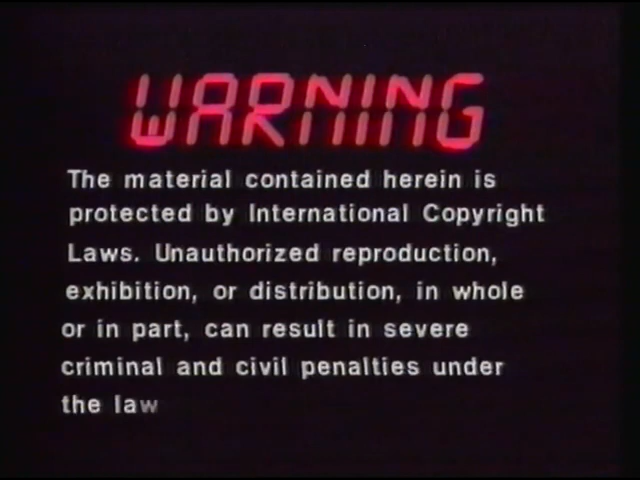 WARNING
The material contained herein is
protected by International Copyright
Laws. Unauthorized reproduction,
exhibition, or distribution, in whole
or in part, can result in severe
criminal and civil penalties under
the law